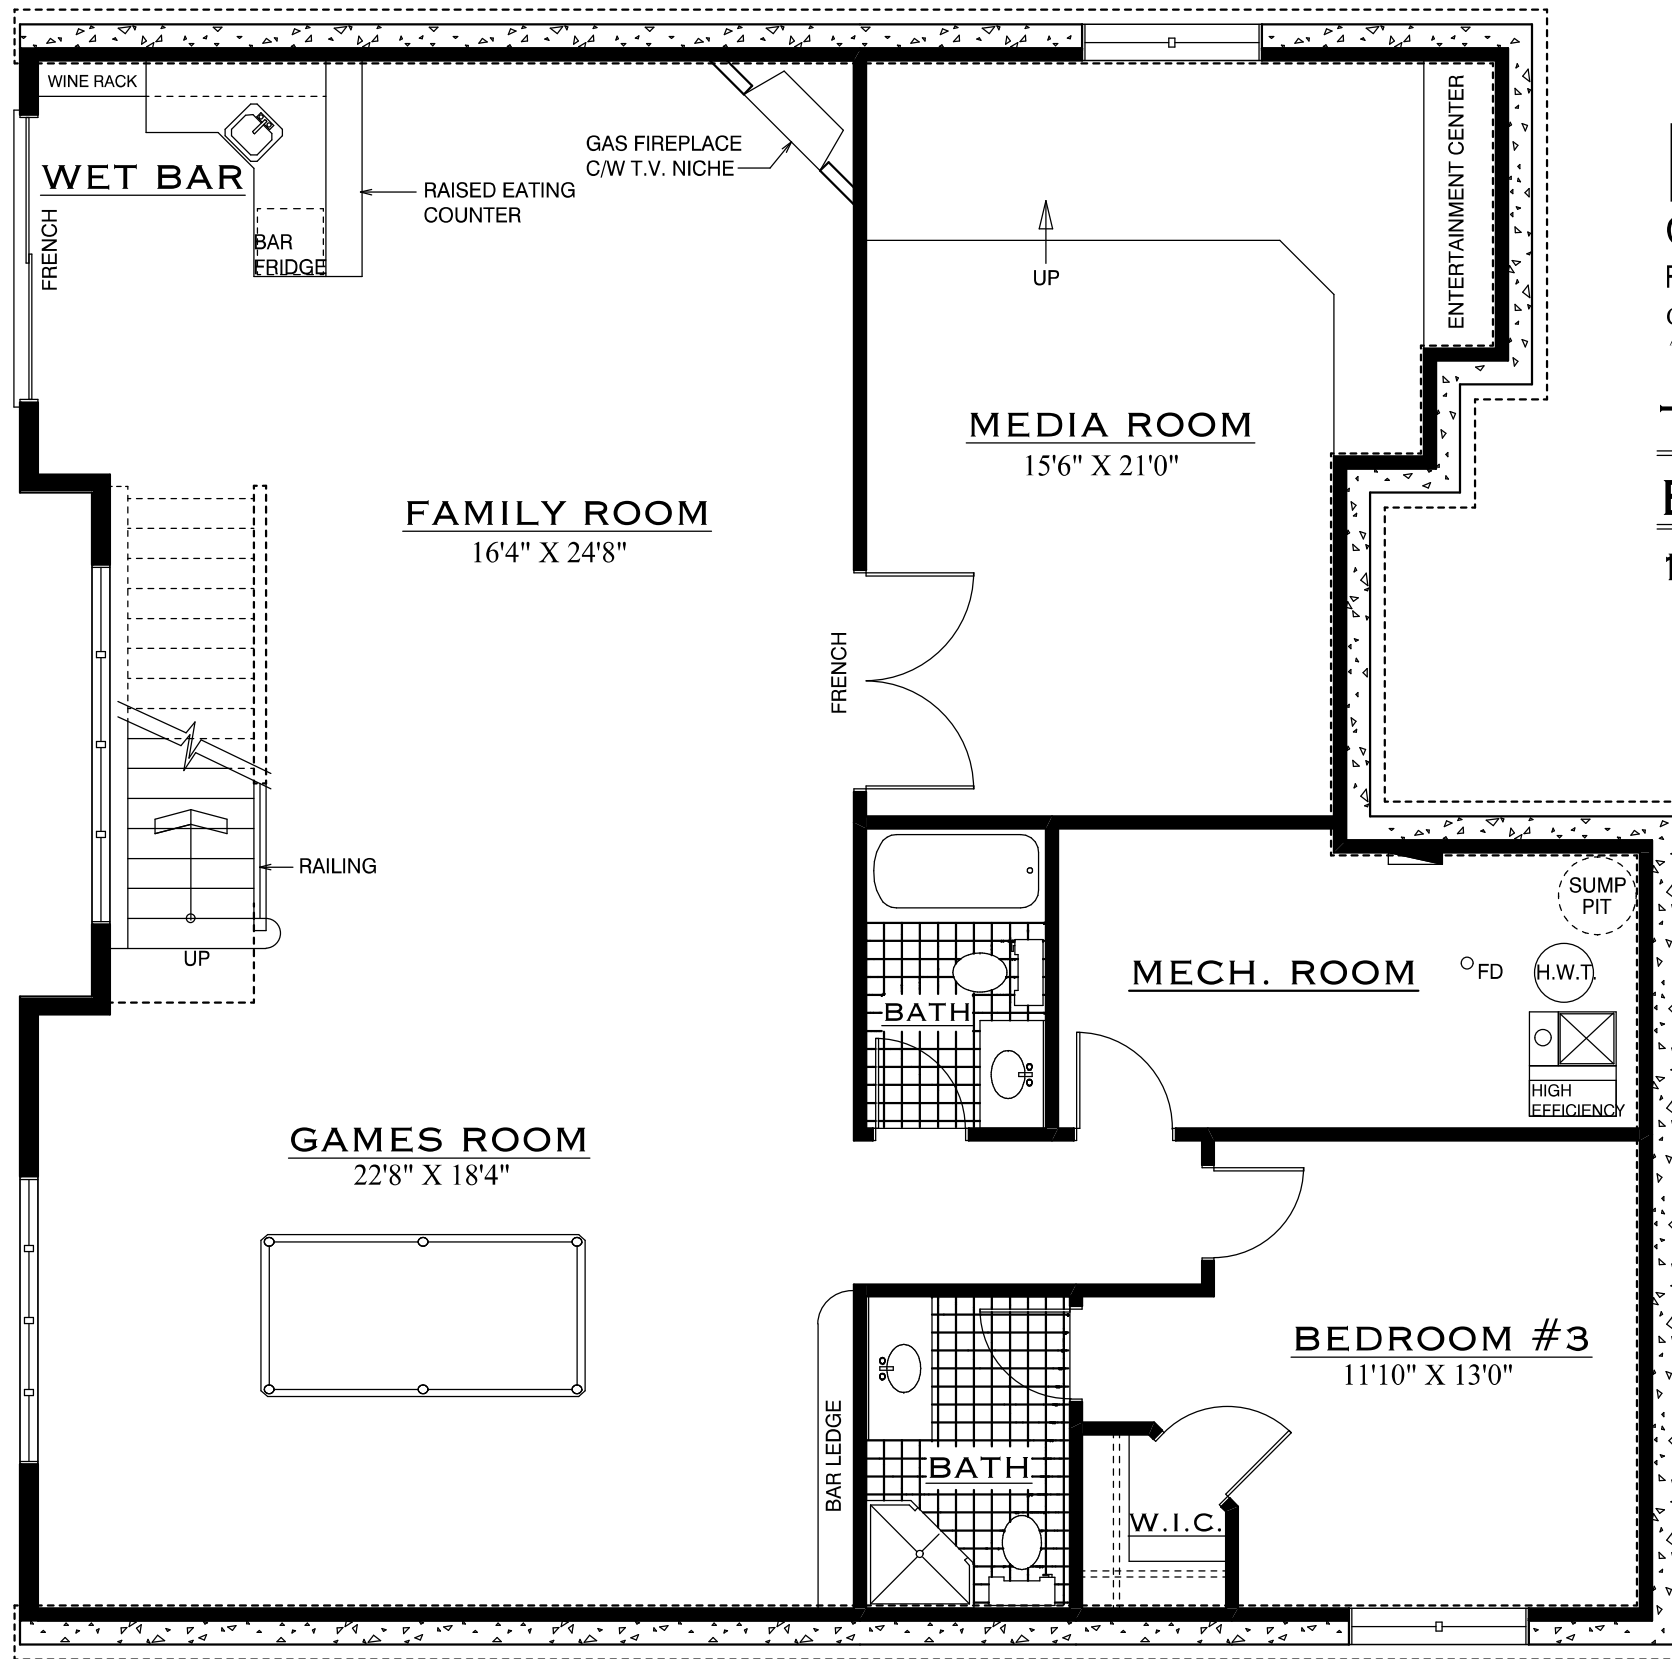 WINE RACK
WET BAR
FRENCH
BAR
FRIDGE
RAISED EATING
COUNTER
GAS FIREPLACE
C/W T.V. NICHE
UP
ENTERTAINMENT CENTER
MEDIA ROOM
15'6" X 21'0"
FAMILY ROOM
16'4" X 24'8"
FRENCH
RAILING
UP
BATH
MECH. ROOM
FD
SUMP
PIT
H.W.T.
HIGH
EFFICIENCY
GAMES ROOM
22'8" X 18'4"
BAR LEDGE
BATH
W.I.C.
BEDROOM #3
11'10" X 13'0"